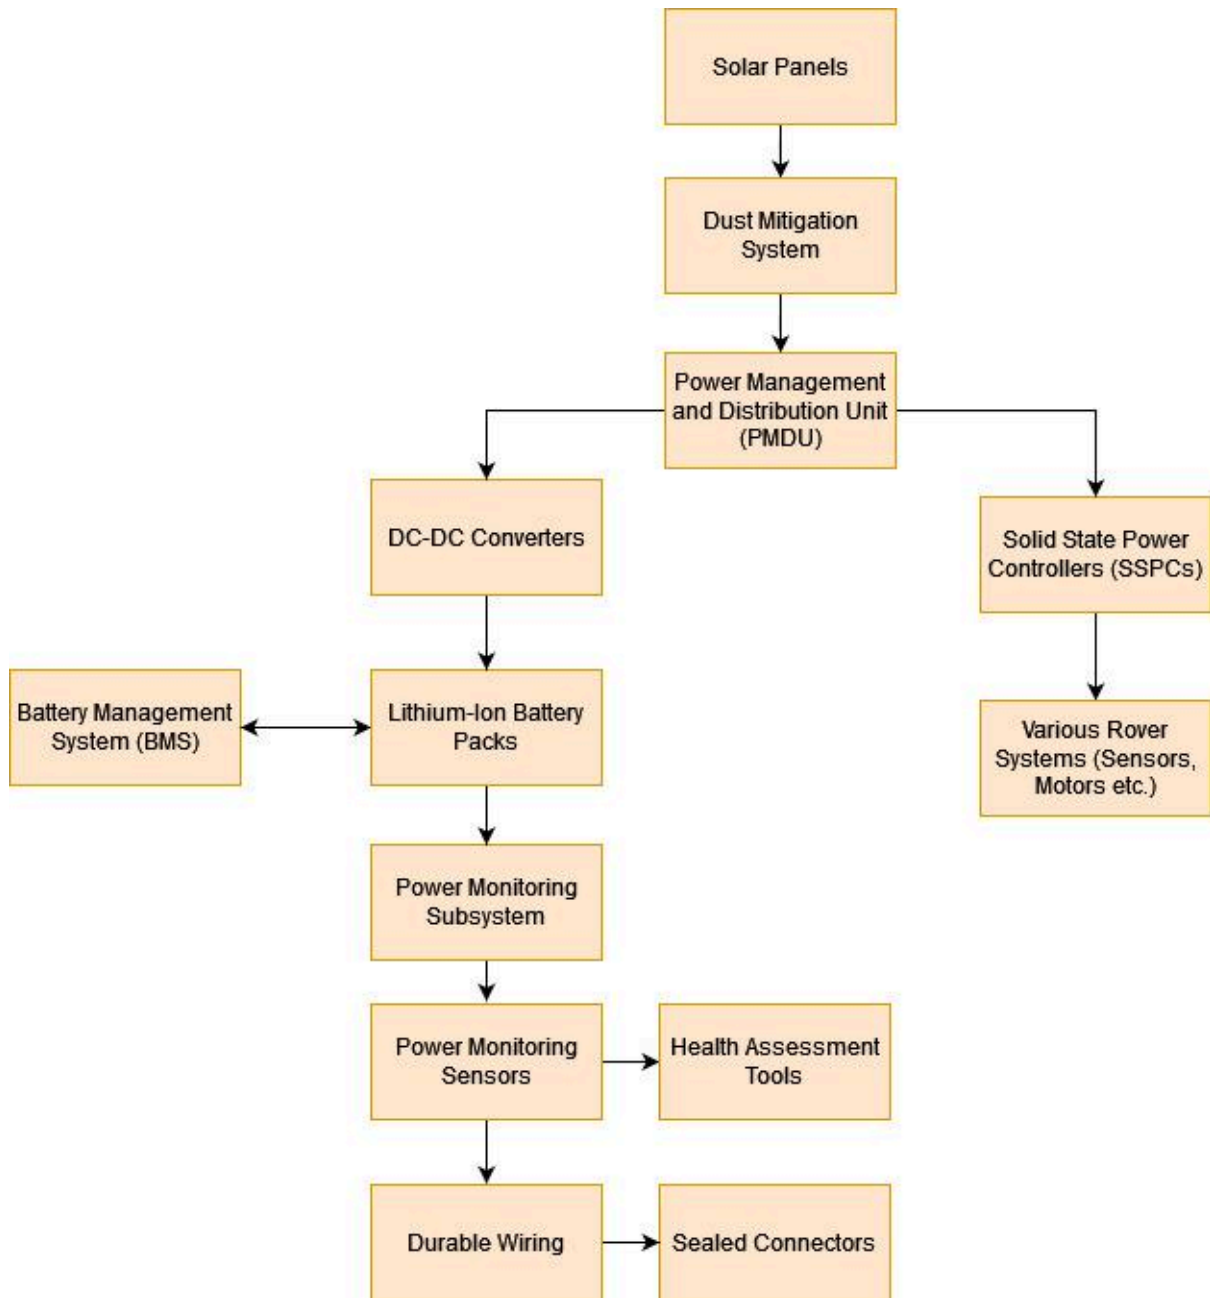 Solar Panels
Dust Mitigation
System
Power Management
and Distribution Unit
(PMDU)
DC-DC Converters
Solid State Power
Controllers (SSPCs)
Battery Management
System (BMS)
Lithium-Ion Battery
Packs
Various Rover
Systems (Sensors,
Motors etc.)
Power Monitoring
Subsystem
Power Monitoring
Sensors
Health Assessment
Tools
Durable Wiring
Sealed Connectors